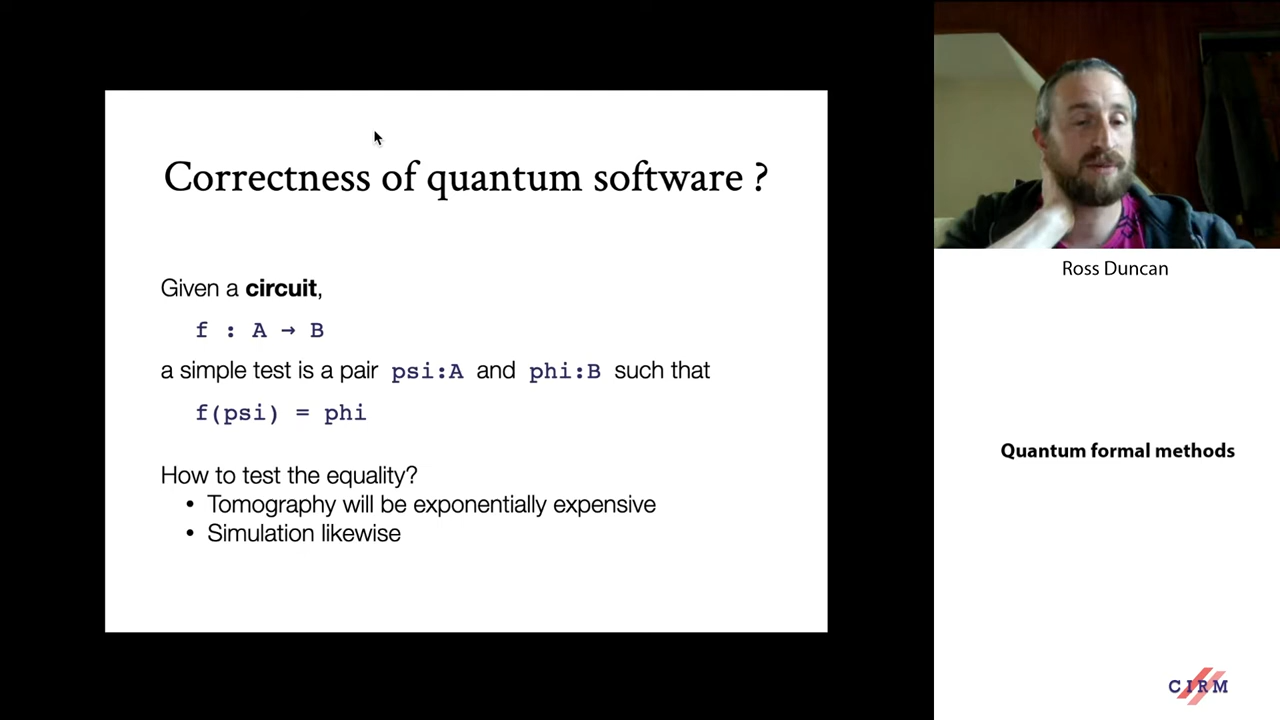 Correctness of quantum software ?
Given a circuit,
f : A → B
a simple test is a pair psi:A and phi:B such that
f(psi) = phi
How to test the equality?
• Tomography will be exponentially expensive
• Simulation likewise
Ross Duncan
Quantum formal methods
CIRM